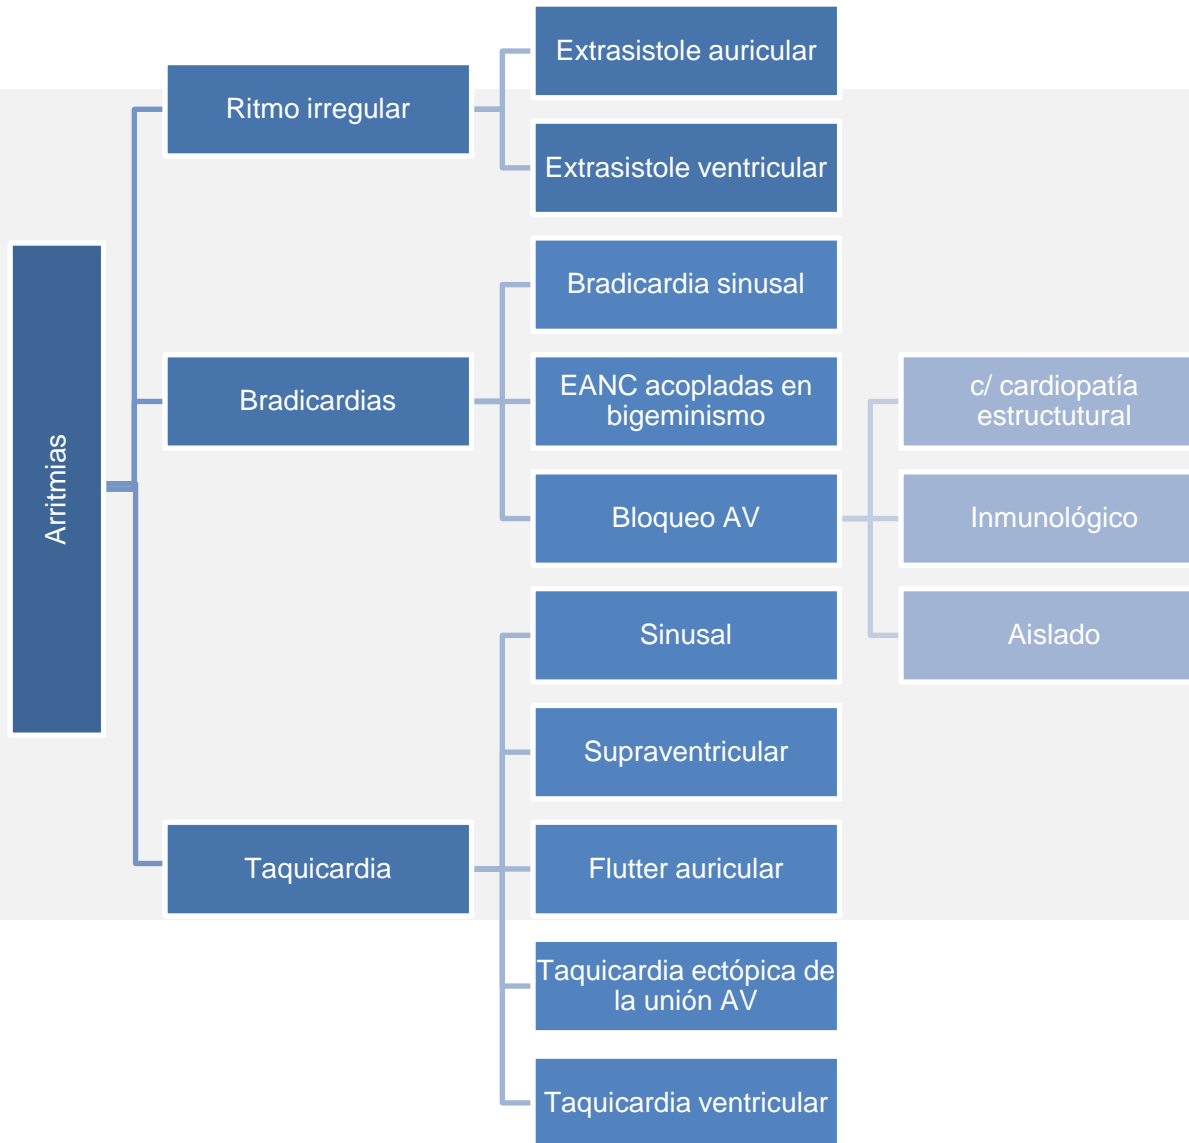 Extrasistole auricular
Ritmo irregular
Extrasistole ventricular
Arritmias
Bradicardia sinusal
Bradicardias
EANC acopladas en
bigeminismo
c/ cardiopatía
estructutural
Bloqueo AV
Inmunológico
Aislado
Sinusal
Supraventricular
Taquicardia
Flutter auricular
Taquicardia ectópica de
la unión AV
Taquicardia ventricular